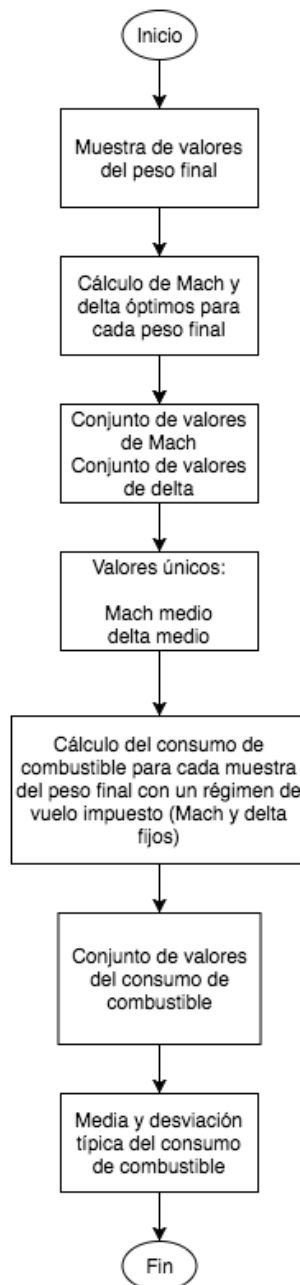 Inicio
Muestra de valores
del peso final
Cálculo de Mach y
delta óptimos para
cada peso final
Conjunto de valores
de Mach
Conjunto de valores
de delta
Valores únicos:
Mach medio
delta medio
Cálculo del consumo de
combustible para cada muestra
del peso final con un régimen de
vuelo impuesto (Mach y delta
fijos)
Conjunto de valores
del consumo de
combustible
Media y desviación
típica del consumo
de combustible
Fin